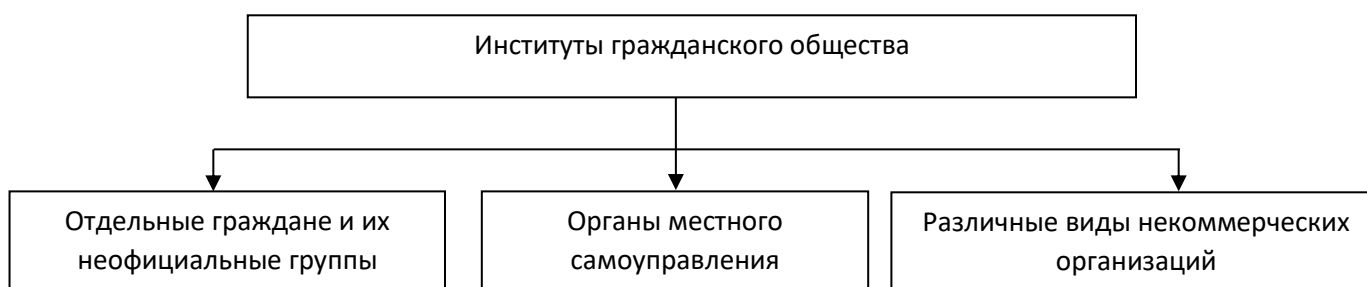 Институты гражданского общества
Отдельные граждане и их
неофициальные группы
Органы местного
самоуправления
Различные виды некоммерческих
организаций